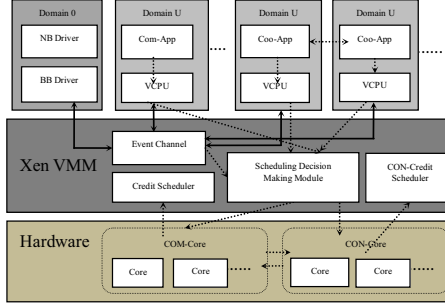 Domain 0
NB Driver
BB Driver
Domain U
Com-App
VCPU
Domain U
Coo-App
VCPU
Domain U
Coo-App
VCPU
Xen VMM
Event Channel
Credit Scheduler
Scheduling Decision
Making Module
CON-Credit
Scheduler
Hardware
COM-Core
Core
Core
CON-Core
Core
Core